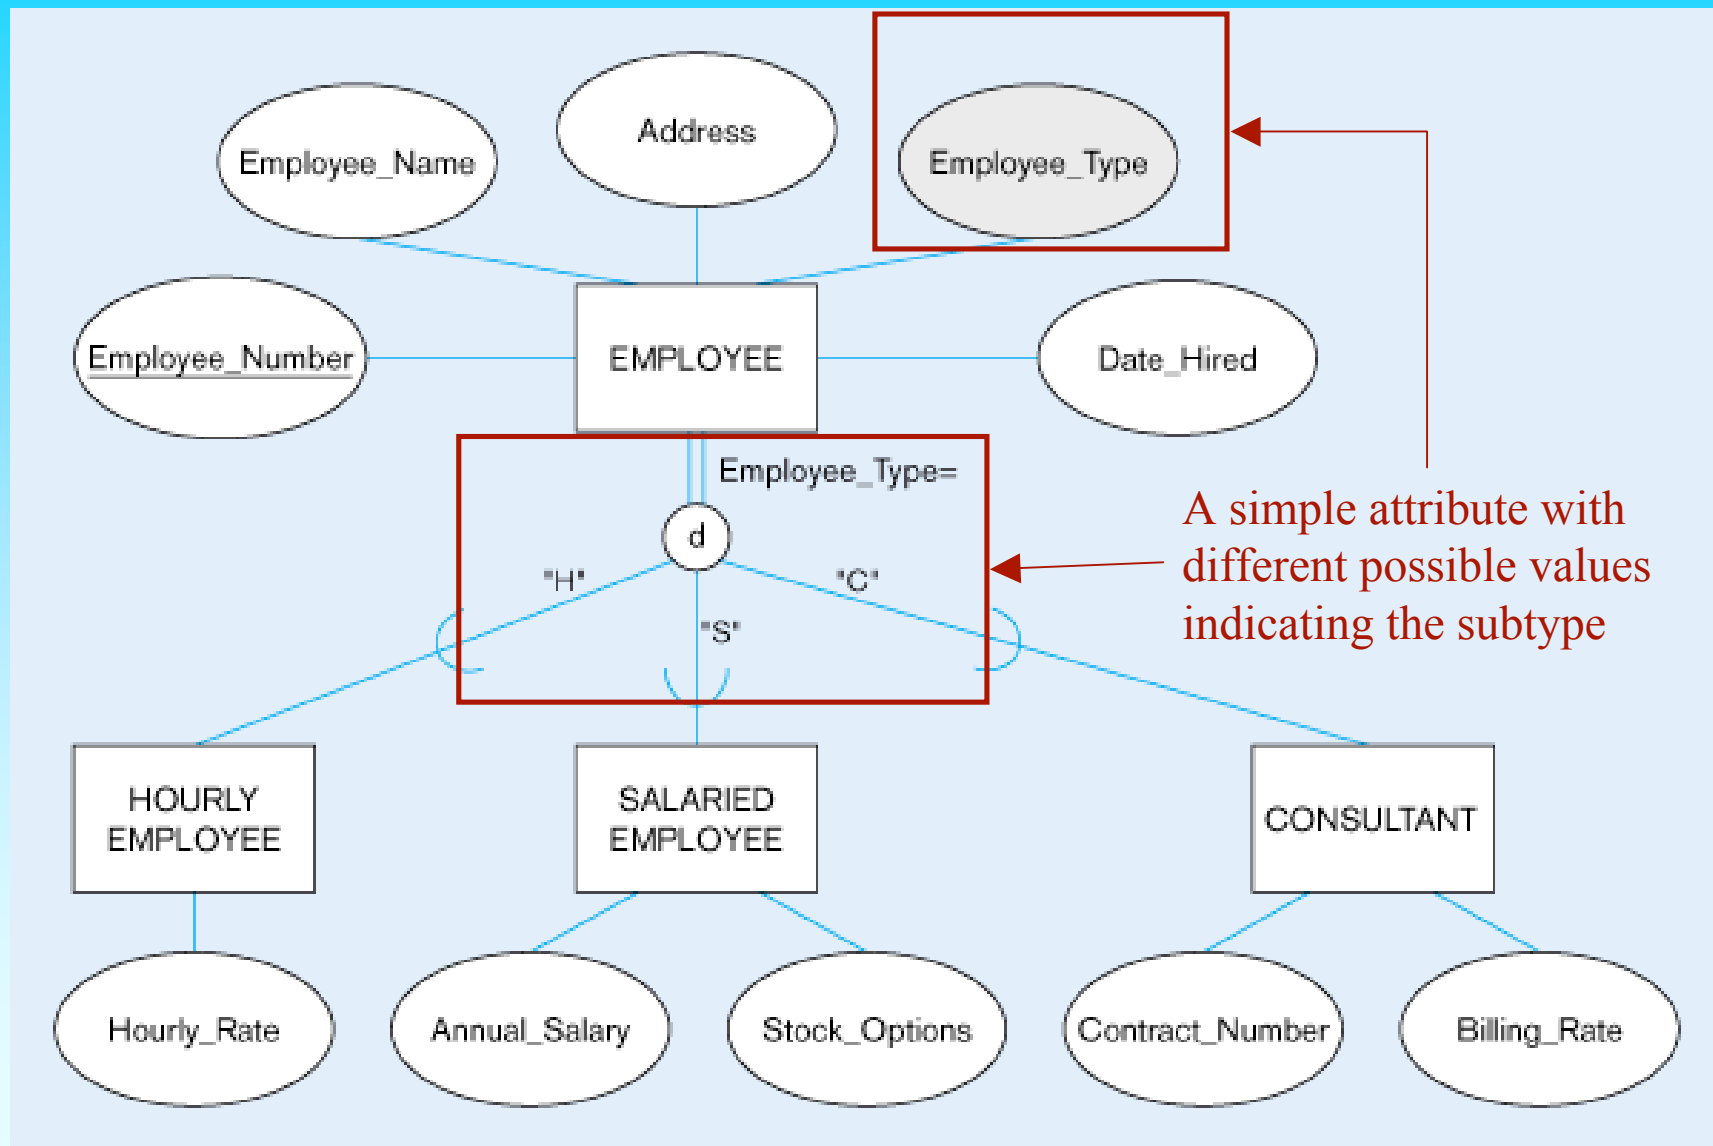 Address
Employee_Name
Employee_Type
Employee_Number
EMPLOYEE
Date_Hired
Employee_Type=
d
"H"
"C"
"S"
A simple attribute with
different possible values
indicating the subtype
HOURLY
EMPLOYEE
SALARIED
EMPLOYEE
CONSULTANT
Hourly_Rate
Annual_Salary
Stock_Options
Contract_Number
Billing_Rate